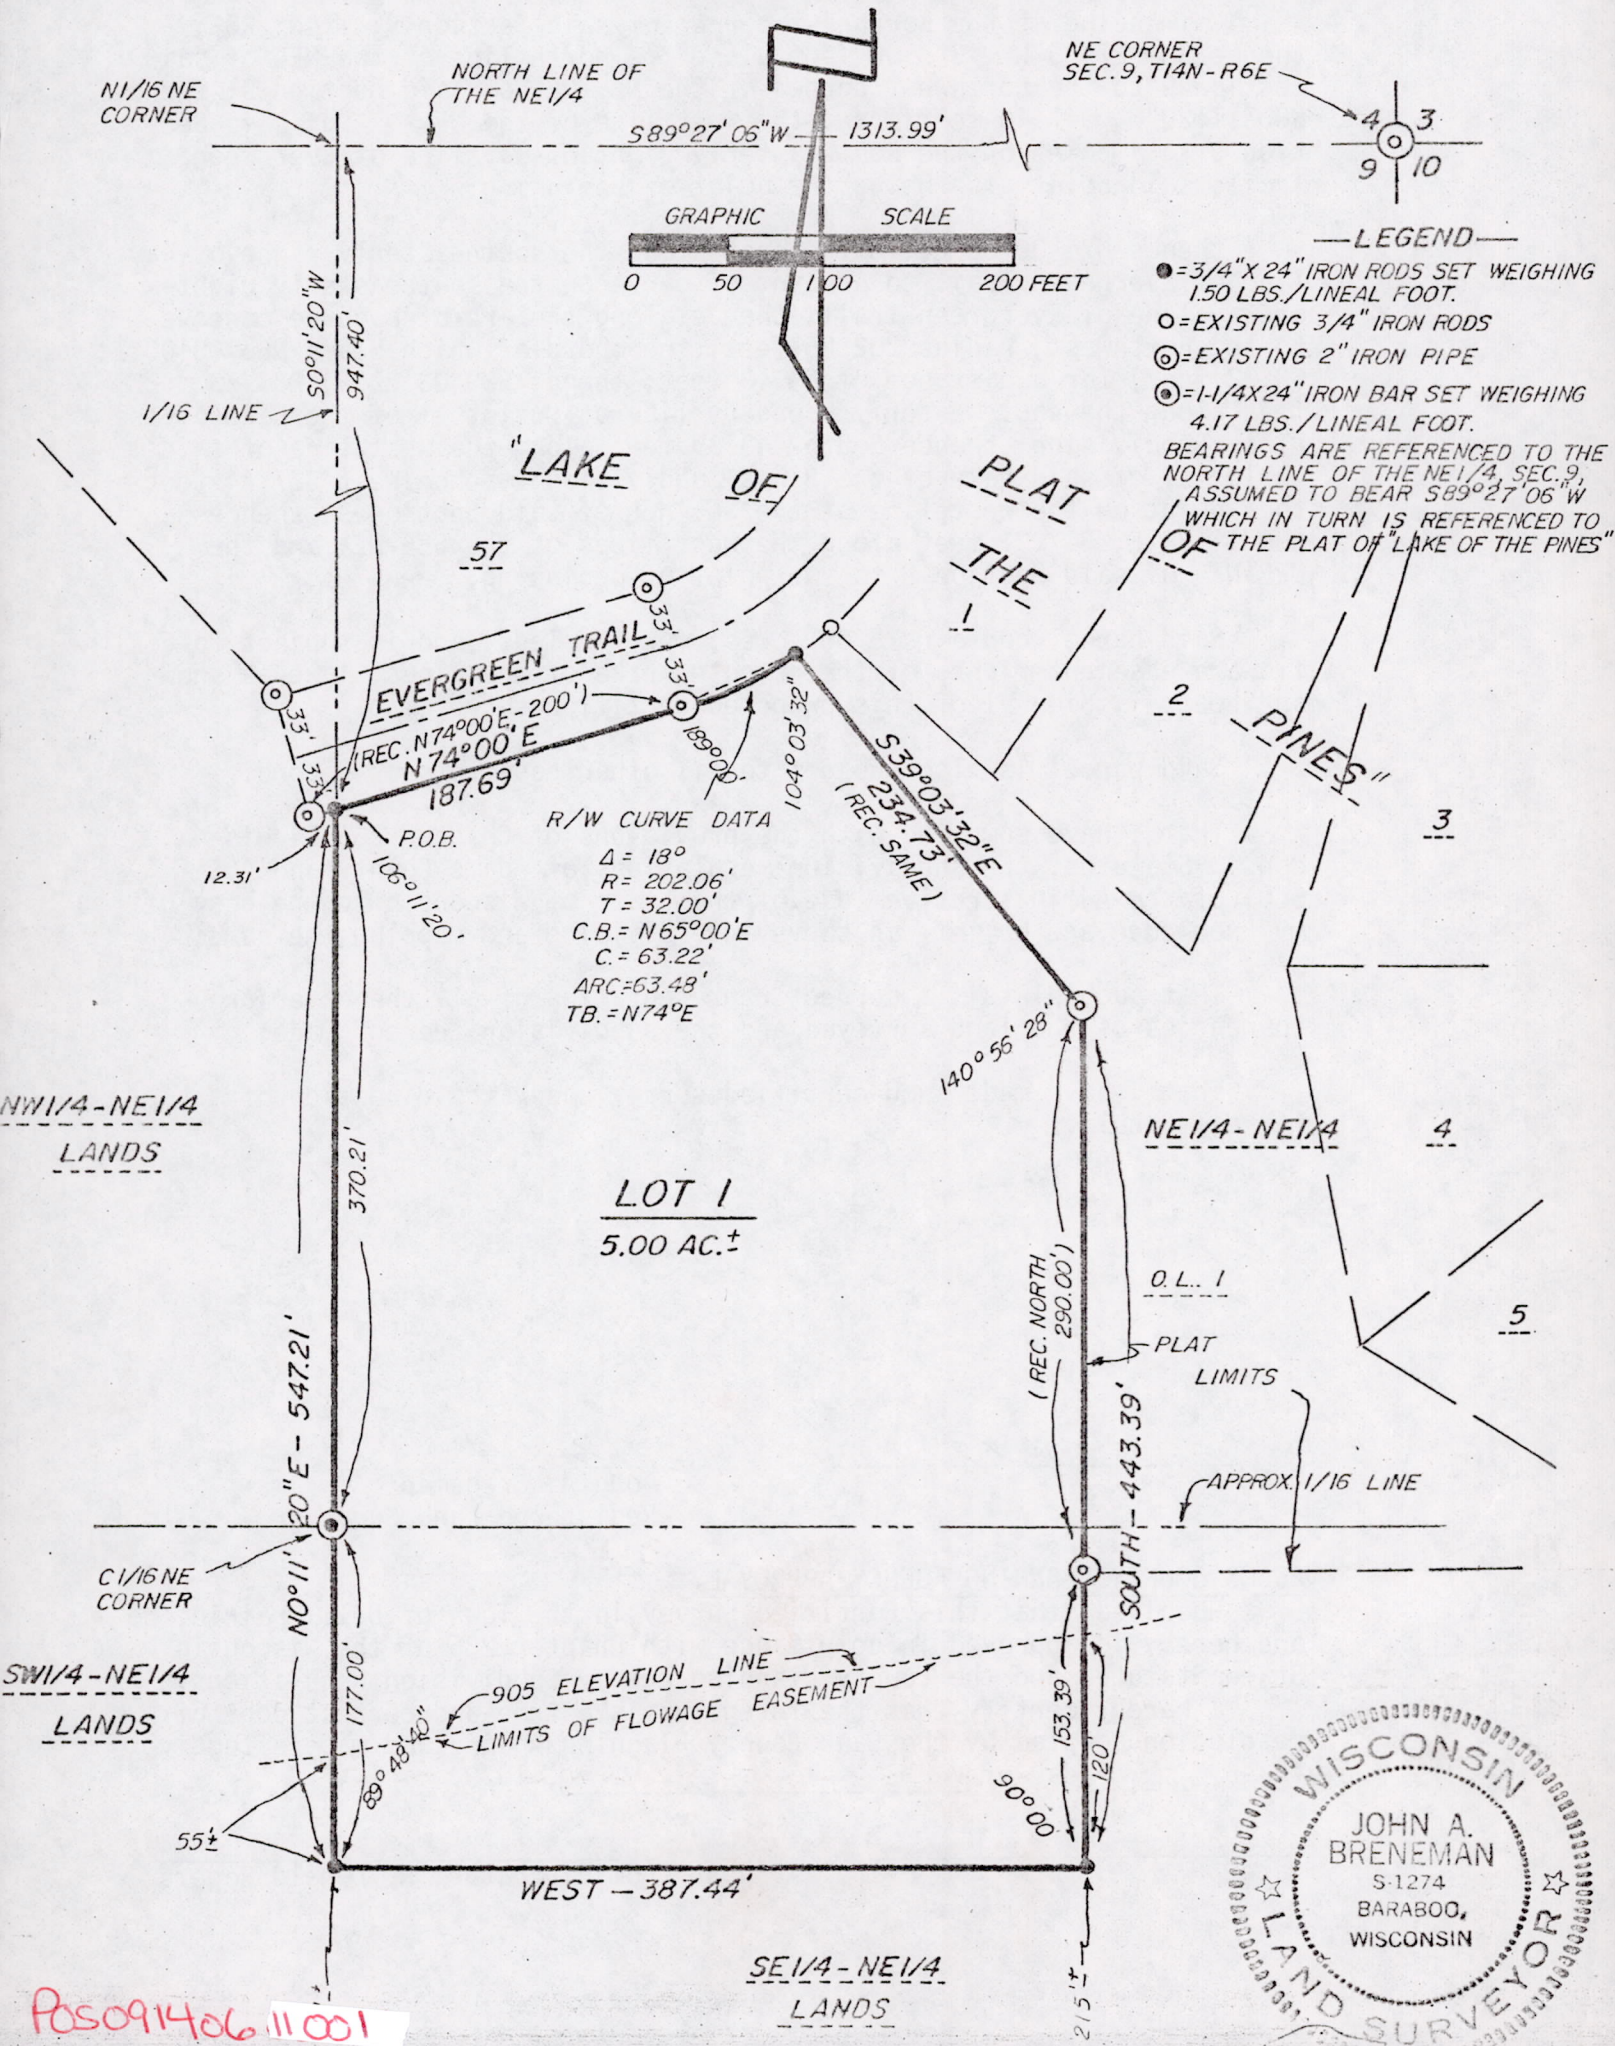 N1/16 NE
CORNER
NORTH LINE OF
THE NE1/4
S89°27'06"W
1313.99'
NE CORNER
SEC. 9, T14N-R6E
4
3
9
10
GRAPHIC SCALE
0 50 100 200 FEET
—LEGEND—
=3/4"X 24" IRON RODS SET WEIGHING
1.50 LBS./LINEAL FOOT.
=EXISTING 3/4" IRON RODS
=EXISTING 2" IRON PIPE
=1-1/4X24" IRON BAR SET WEIGHING
4.17 LBS./LINEAL FOOT.
BEARINGS ARE REFERENCED TO THE
NORTH LINE OF THE NE1/4, SEC. 9,
ASSUMED TO BEAR S89°27'06"W
WHICH IN TURN IS REFERENCED TO
THE PLAT OF "LAKE OF THE PINES"
S0°11'20"W
947.40'
1/16 LINE
PLAT OF
"LAKE OF THE PINES"
57
1
2
3
4
5
EVERGREEN TRAIL
33'
33'
33'
33'
(REC. N74°00'E-200')
N74°00'E
187.69'
189°00'
104°03'32"
S39°03'32"E
234.73'
(REC. SAME)
P.O.B.
12.31'
106°11'20"
R/W CURVE DATA
Δ = 18°
R= 202.06'
T = 32.00'
C.B.= N65°00'E
C.= 63.22'
ARC=63.48'
TB.=N74°E
140°56'28"
NW1/4-NE1/4
LANDS
NE1/4-NE1/4
370.21'
LOT 1
5.00 AC.±
(REC. NORTH
290.00')
O.L. 1
PLAT
LIMITS
N0°11'20"E - 547.21'
SOUTH - 443.39'
APPROX. 1/16 LINE
C1/16 NE
CORNER
SW1/4-NE1/4
LANDS
177.00'
905 ELEVATION LINE
LIMITS OF FLOWAGE EASEMENT
89°48'40"
153.39'
120'
90°00'
55'±
WEST - 387.44'
SE1/4-NE1/4
LANDS
215'±
WISCONSIN
JOHN A.
BRENEMAN
S-1274
BARABOO,
WISCONSIN
LAND SURVEYOR
POS091406 11 001